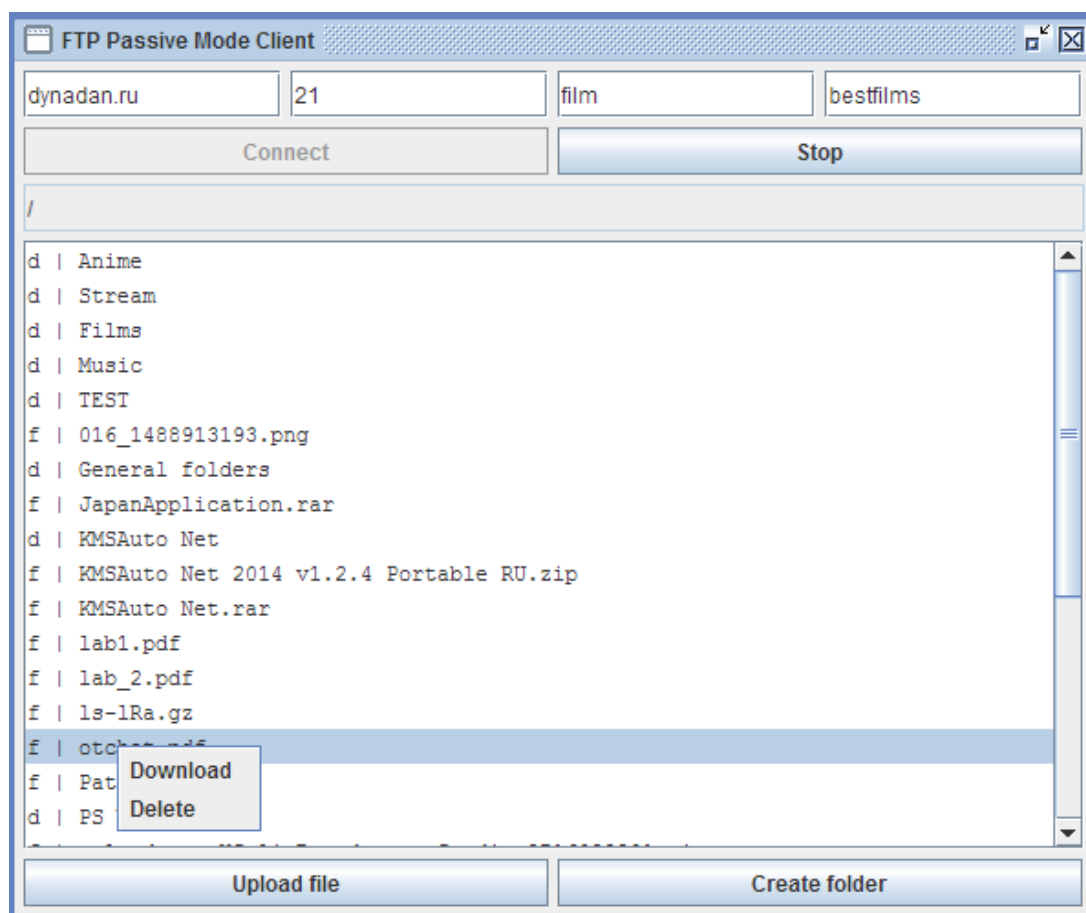 FTP Passive Mode Client
dynadan.ru 21 film bestfilms
Connect Stop
/
d | Anime
d | Stream
d | Films
d | Music
d | TEST
f | 016_1488913193.png
d | General folders
f | JapanApplication.rar
d | KMSAuto Net
f | KMSAuto Net 2014 v1.2.4 Portable RU.zip
f | KMSAuto Net.rar
f | lab1.pdf
f | lab_2.pdf
f | ls-lRa.gz
f |
Download
f | Pat
Delete
d | PS
Upload file Create folder